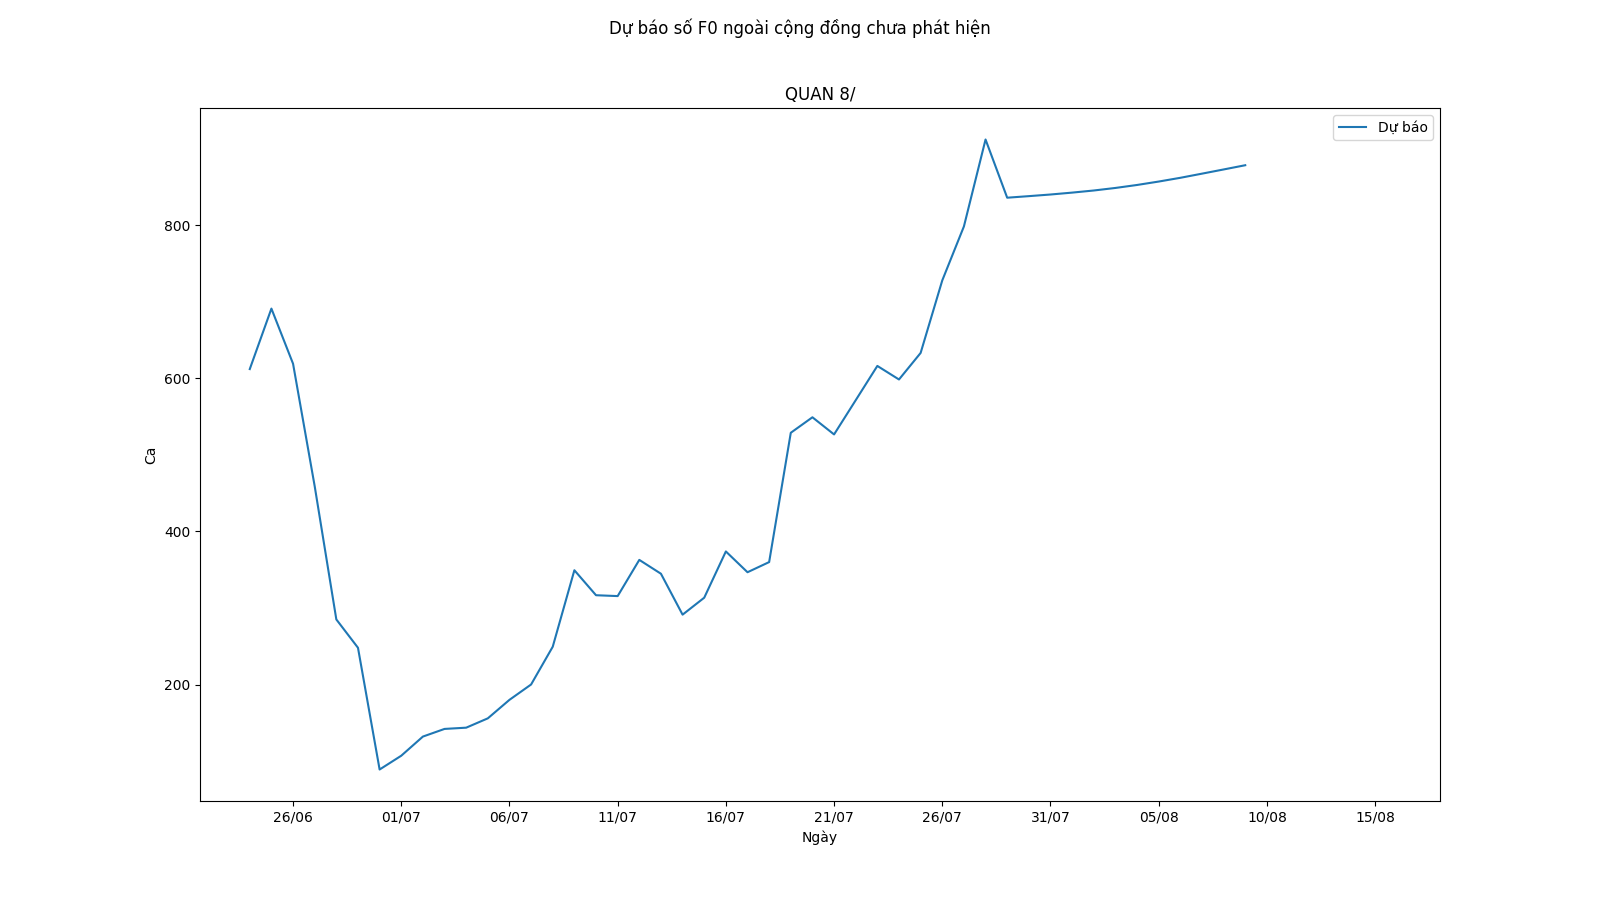 Dự báo số F0 ngoài cộng đồng chưa phát hiện
QUAN 8/
Dự báo
800
600
400
200
Ca
26/06 01/07 06/07 11/07 16/07 21/07 26/07 31/07 05/08 10/08 15/08
Ngày